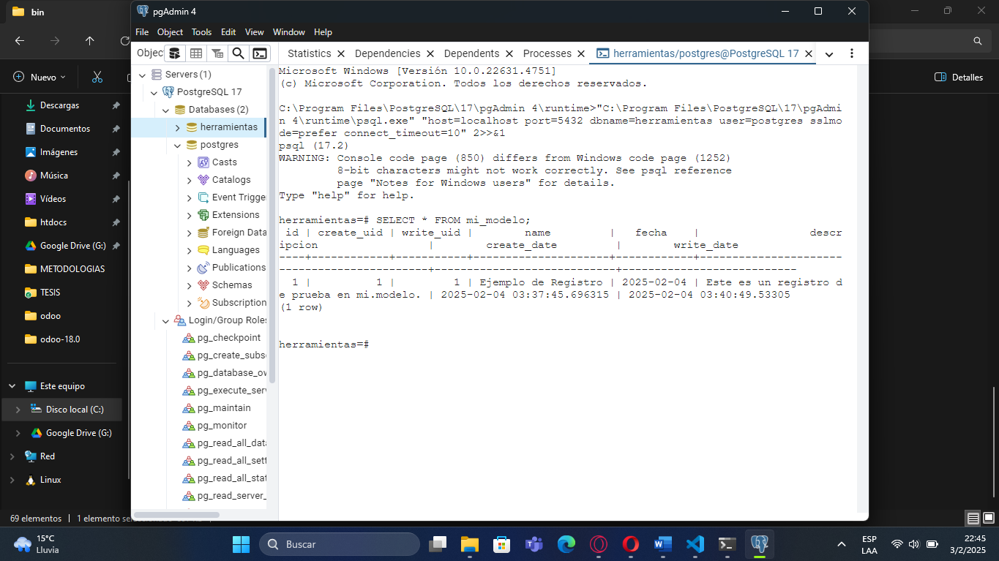 bin
pgAdmin 4
File Object Tools Edit View Window Help
Nuevo
Detalles
Descargas
Documentos
Imágenes
Música
Vídeos
htdocs
Google Drive (G:)
METODOLOGIAS
TESIS
odoo
odoo-18.0
Este equipo
Disco local (C:)
Google Drive (G:)
Red
Linux
69 elementos
1 elemento
Objec
Statistics
Dependencies
Dependents
Processes
herramientas/postgres@PostgreSQL 17
Servers (1)
PostgreSQL 17
Databases (2)
herramientas
postgres
Casts
Catalogs
Event Trigge
Extensions
Foreign Data
Languages
Publications
Schemas
Subscription
Login/Group Roles
pg_checkpoint
pg_create_subs
pg_database_ow
pg_execute_serv
pg_maintain
pg_monitor
pg_read_all_data
pg_read_all_sett
pg_read_all_stat
pg_read_server_
Microsoft Windows [Versión 10.0.22631.4751]
(c) Microsoft Corporation. Todos los derechos reservados.
C:\Program Files\PostgreSQL\17\pgAdmin 4\runtime>"C:\Program Files\PostgreSQL\17\pgAdmi
n 4\runtime\psql.exe" "host=localhost port=5432 dbname=herramientas user=postgres sslmo
de=prefer connect_timeout=10" 2>>&1
psql (17.2)
WARNING: Console code page (850) differs from Windows code page (1252)
8-bit characters might not work correctly. See psql reference
page "Notes for Windows users" for details.
Type "help" for help.
herramientas=# SELECT * FROM mi_modelo;
id | create_uid | write_uid | name | fecha | descr
ipcion | create_date | write_date
----+------------+-----------+---------------------+------------+----------------------
-----------------------+----------------------------+---------------------------
1 | 1 | 1 | Ejemplo de Registro | 2025-02-04 | Este es un registro d
e prueba en mi.modelo. | 2025-02-04 03:37:45.696315 | 2025-02-04 03:40:49.53305
(1 row)
herramientas=#
15°C
Lluvia
Buscar
ESP
LAA
22:45
3/2/2025